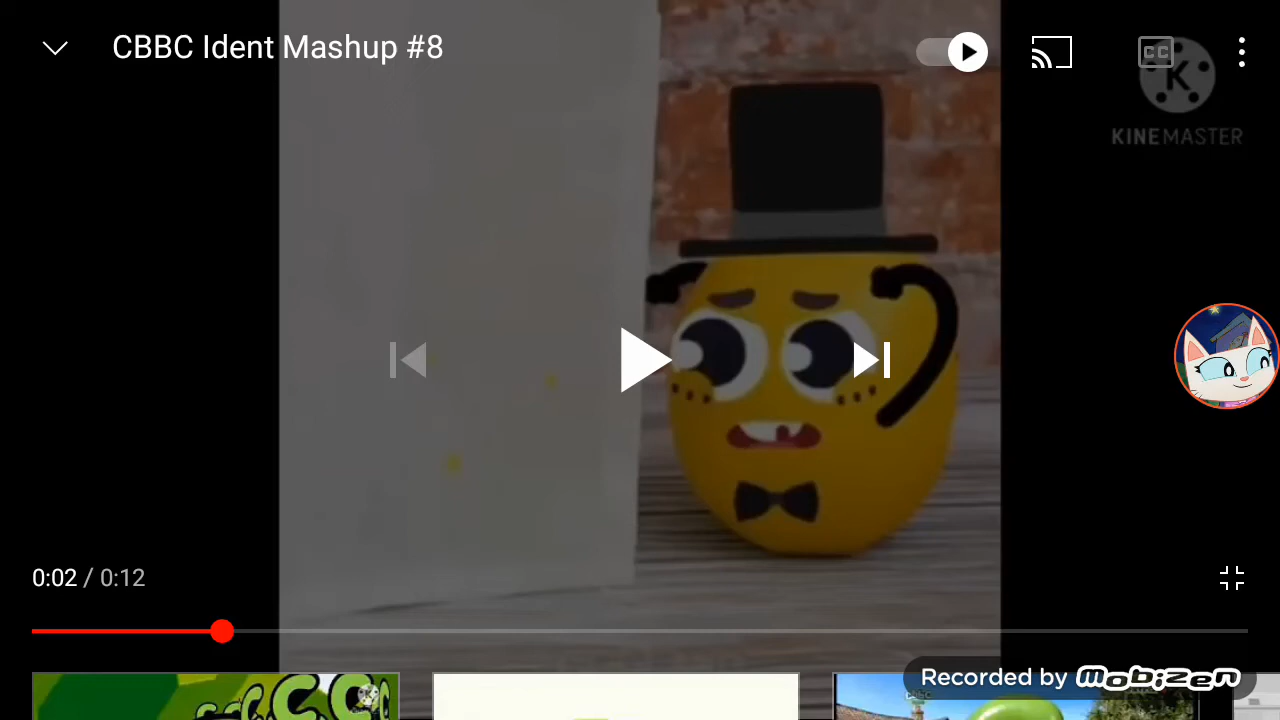 CBBC Ident Mashup #8
CC
K
KINEMASTER
0:02 / 0:12
Recorded by mobizen